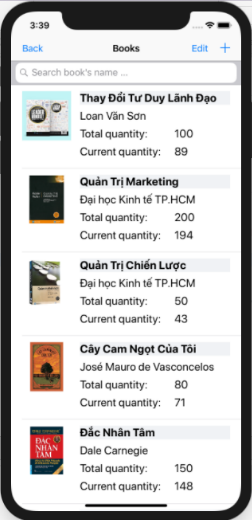 3:39
Back Books Edit +
Search book's name ...
Thay Đổi Tư Duy Lãnh Đạo
Loan Văn Sơn
Total quantity: 100
Current quantity: 89
Quản Trị Marketing
Đại học Kinh tế TP.HCM
Total quantity: 200
Current quantity: 194
Quản Trị Chiến Lược
Đại học Kinh tế TP.HCM
Total quantity: 50
Current quantity: 43
Cây Cam Ngọt Của Tôi
José Mauro de Vasconcelos
Total quantity: 80
Current quantity: 71
ĐẮC
NHÂN
TÂM
Đắc Nhân Tâm
Dale Carnegie
Total quantity: 150
Current quantity: 148